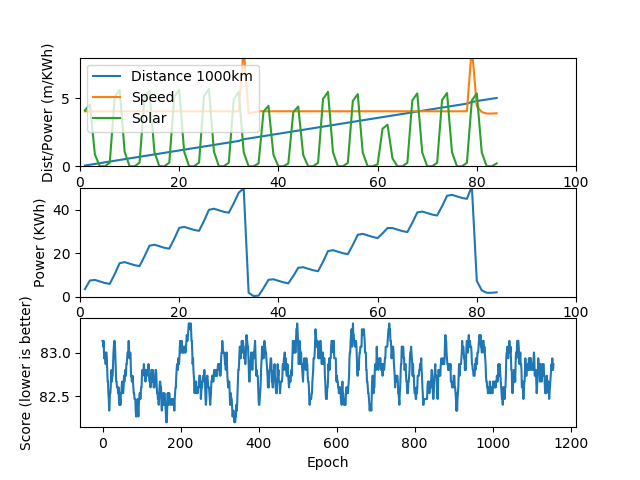 Dist/Power (m/KWh)
5
0
Distance 1000km
Speed
Solar
0 20 40 60 80 100
Power (KWh)
40
20
0
0 20 40 60 80 100
Score (lower is better)
83.0
82.5
0 200 400 600 800 1000 1200
Epoch